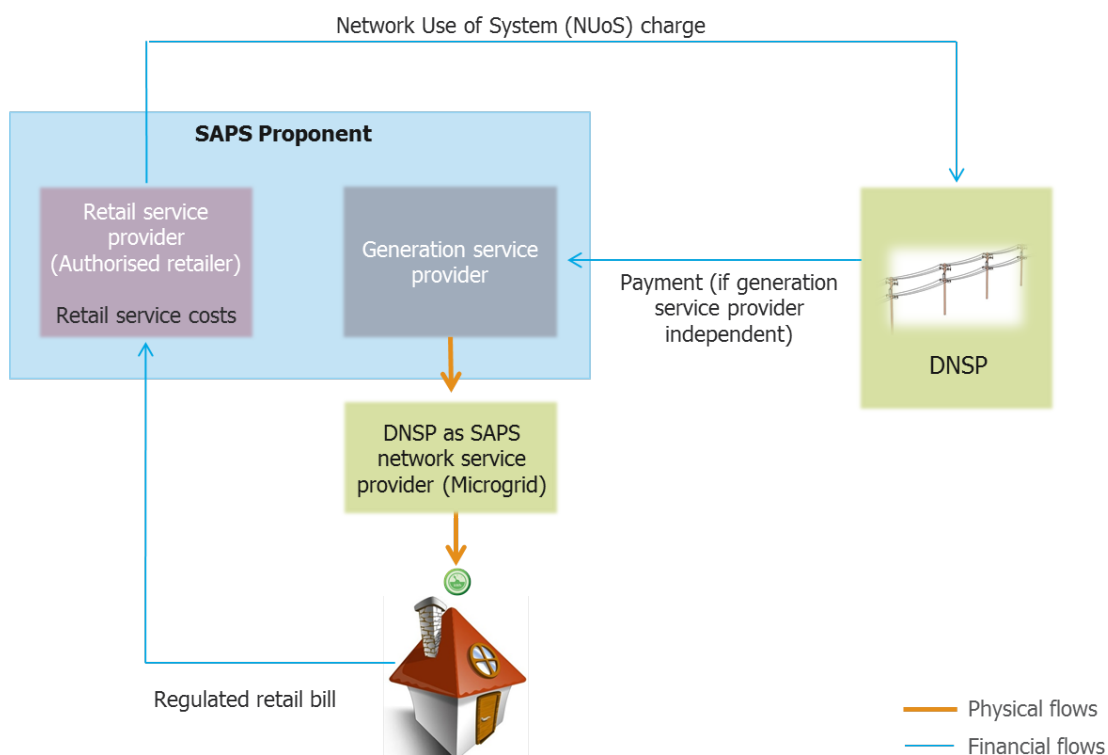 Network Use of System (NUoS) charge
SAPS Proponent
Retail service
provider
(Authorised retailer)
Retail service costs
Generation service
provider
Payment (if generation
service provider
independent)
DNSP
DNSP as SAPS
network service
provider (Microgrid)
Regulated retail bill
Physical flows
Financial flows